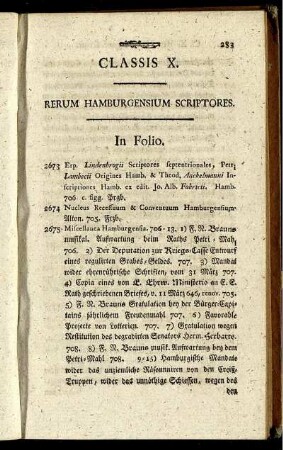 283
CLASSIS X.
RERUM HAMBURGENSIUM SCRIPTORES.
In Folio.
2673 Erp. Lindenbrogii Scriptores septentrionales, Petr.
Lambecii Origines Hamb. & Theod. Anckelmanni In-
scriptiones Hamb. ex edit. Jo. Alb. Fabricii. Hamb.
706. c. figg. Przb.
2674 Nucleus Recessuum & Conventuum Hamburgensium
Alton. 705. Frzb.
2675 Miscellanea Hamburgensia. 706-13. 1) F. N. Brauns
musikal. Aufwartung beym Raths Petri-Mah,
706. 2) Der Deputation zur Kriegs-Casse Entwurf
eines regulirten Grabes-Geldes. 707. 3) Mandat
wider ehrenrührische Schriften, vom 31 März 707.
4) Copia eines von E. Ehrw. Ministerio an E. E.
Rath geschriebenen Briefes, v. 11 März 646, renov. 705.
5) F. N. Brauns Gratulation bey der Bürger-Capi-
tains jährlichem Freudenmahl 707. 6) Favorable
Projecte von Lotterien. 707. 7) Gratulation wegen
Restitution des degradirten Senators Herm.
708. 8) F. N. Brauns musik. Aufwartung bey dem
Petri-Mahl 708. 9-15) Hamburgische Mandate
wider das unziemliche Räsonniren von den Creiß-
Truppen, wider das unnöthige Schiessen, wegen des
den